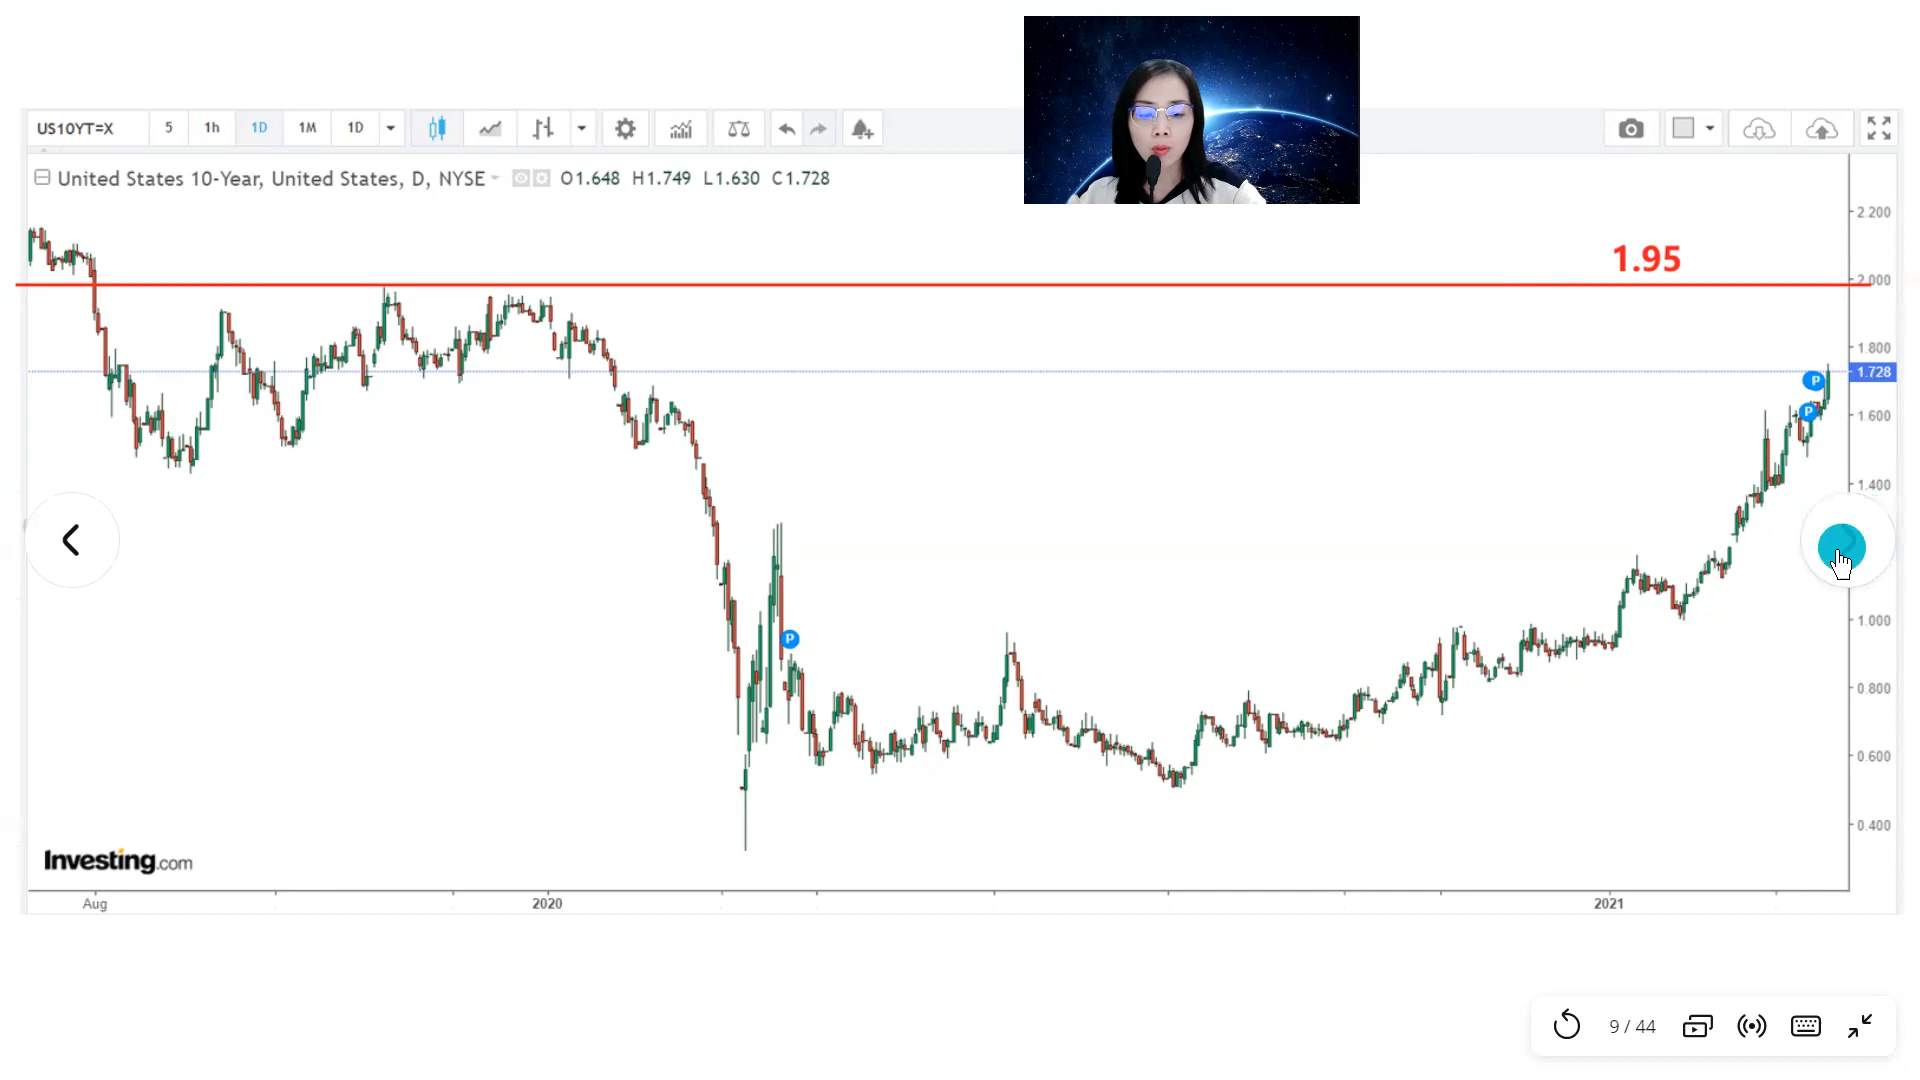 US10YT=X 5 1h 1D 1M 1D
United States 10-Year, United States, D, NYSE O1.648 H1.749 L1.630 C1.728
2.200
1.95
2.000
1.800
1.728
P
1.600
P
1.400
P
1.000
0.800
0.600
0.400
Investing.com
Aug 2020 2021
9 / 44